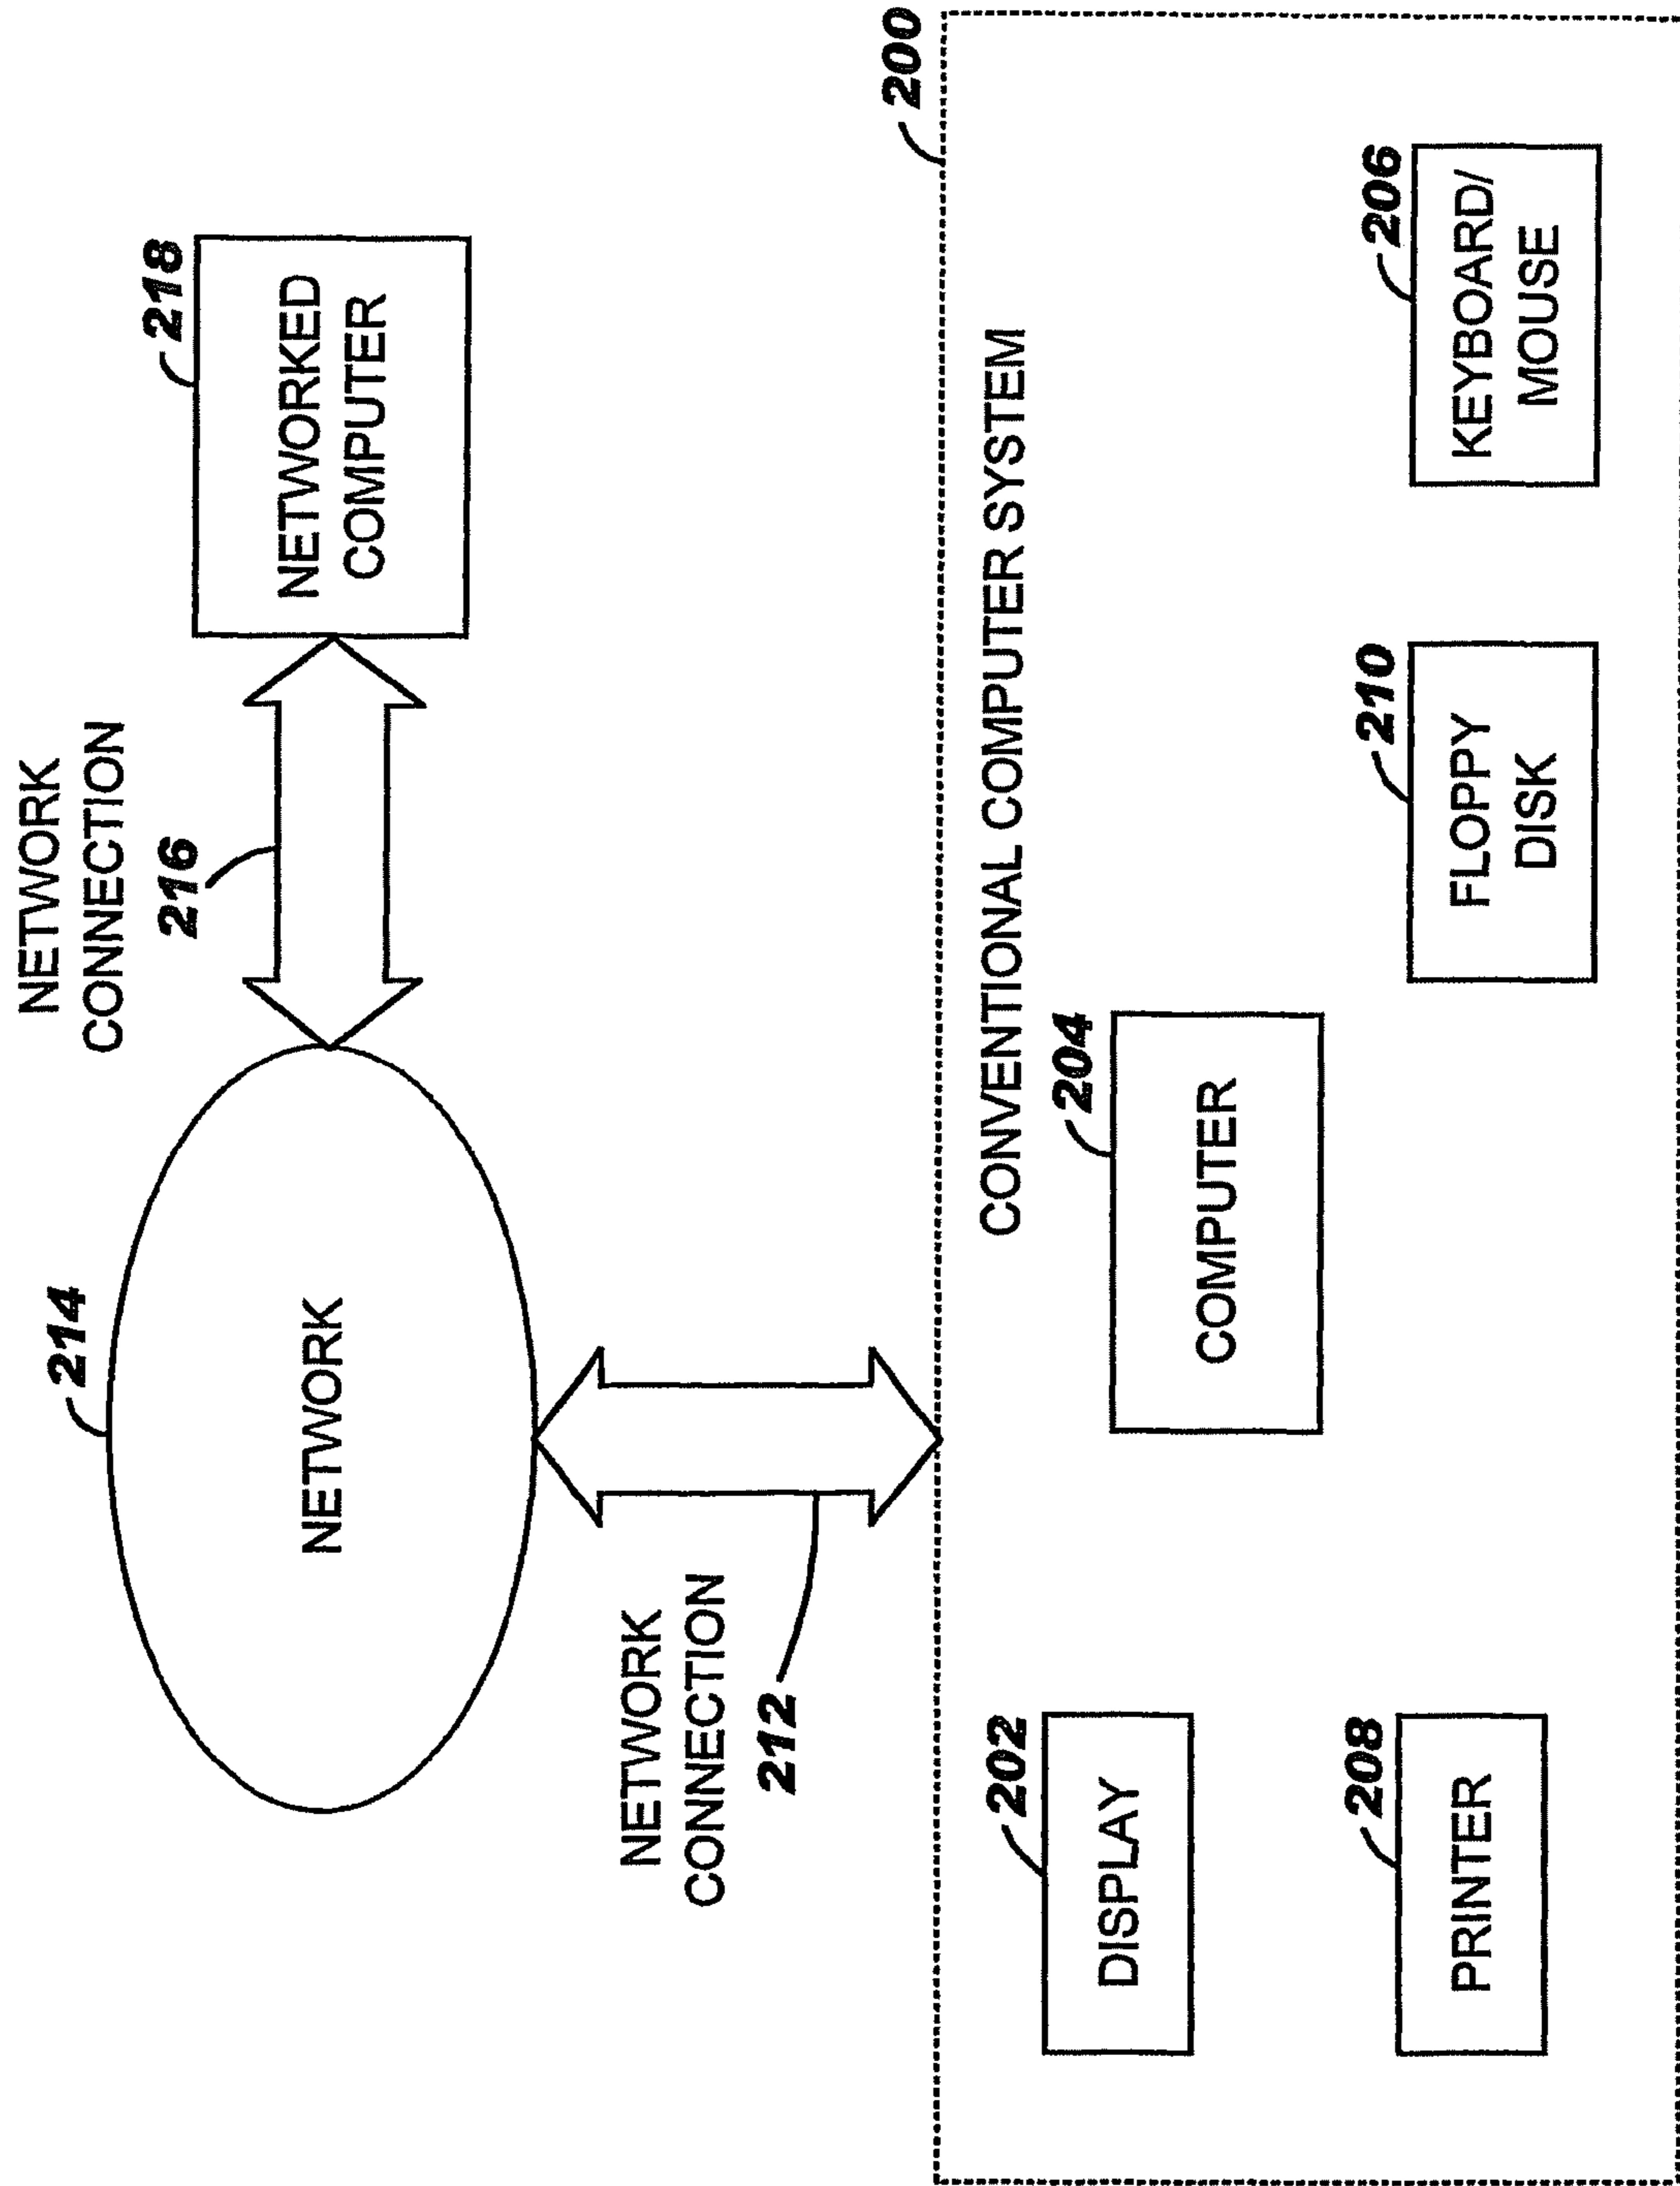 NETWORK
CONNECTION
214
216
218
NETWORK
NETWORKED
COMPUTER
NETWORK
CONNECTION
212
200
CONVENTIONAL COMPUTER SYSTEM
202
DISPLAY
204
COMPUTER
208
PRINTER
210
FLOPPY
DISK
206
KEYBOARD/
MOUSE